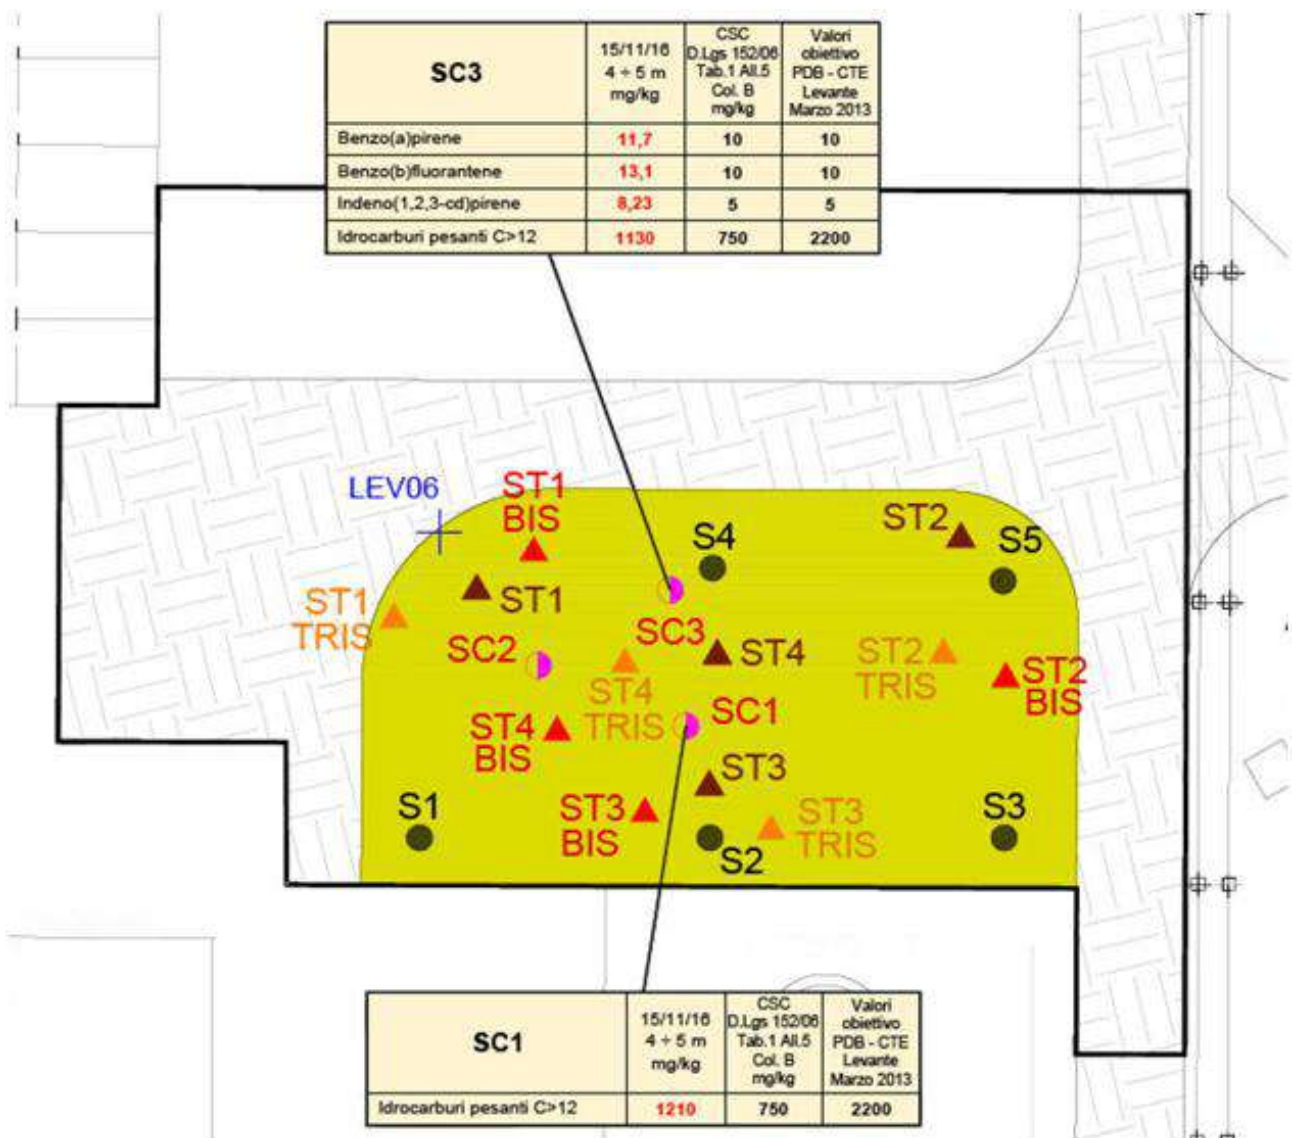 SC3
15/11/16
4 ÷ 5 m
mg/kg
CSC
D.Lgs 152/06
Tab.1 All.5
Col. B
mg/kg
Valori
obiettivo
PDB - CTE
Levante
Marzo 2013
Benzo(a)pirene 11,7 10 10
Benzo(b)fluorantene 13,1 10 10
Indeno(1,2,3-cd)pirene 8,23 5 5
Idrocarburi pesanti C>12 1130 750 2200
LEV06
ST1
BIS
ST2
S4
S5
ST1
TRIS
ST1
SC3
SC2
ST4
ST2
TRIS
ST2
BIS
ST4
TRIS
SC1
ST4
BIS
ST3
S1
ST3
BIS
S2
ST3
TRIS
S3
SC1
15/11/16
4 ÷ 5 m
mg/kg
CSC
D.Lgs 152/06
Tab.1 All.5
Col. B
mg/kg
Valori
obiettivo
PDB - CTE
Levante
Marzo 2013
Idrocarburi pesanti C>12 1210 750 2200